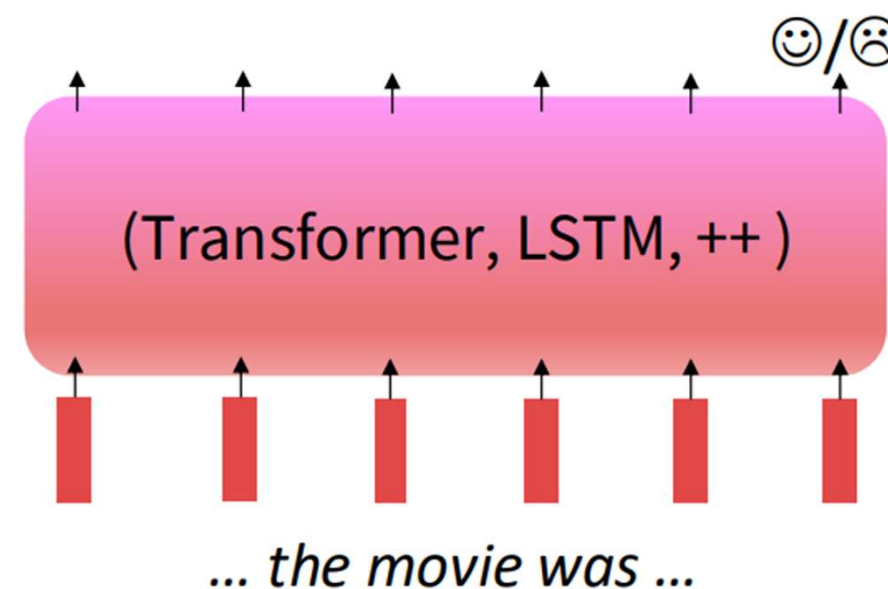 ☺/☹
(Transformer, LSTM, ++ )
... the movie was ...